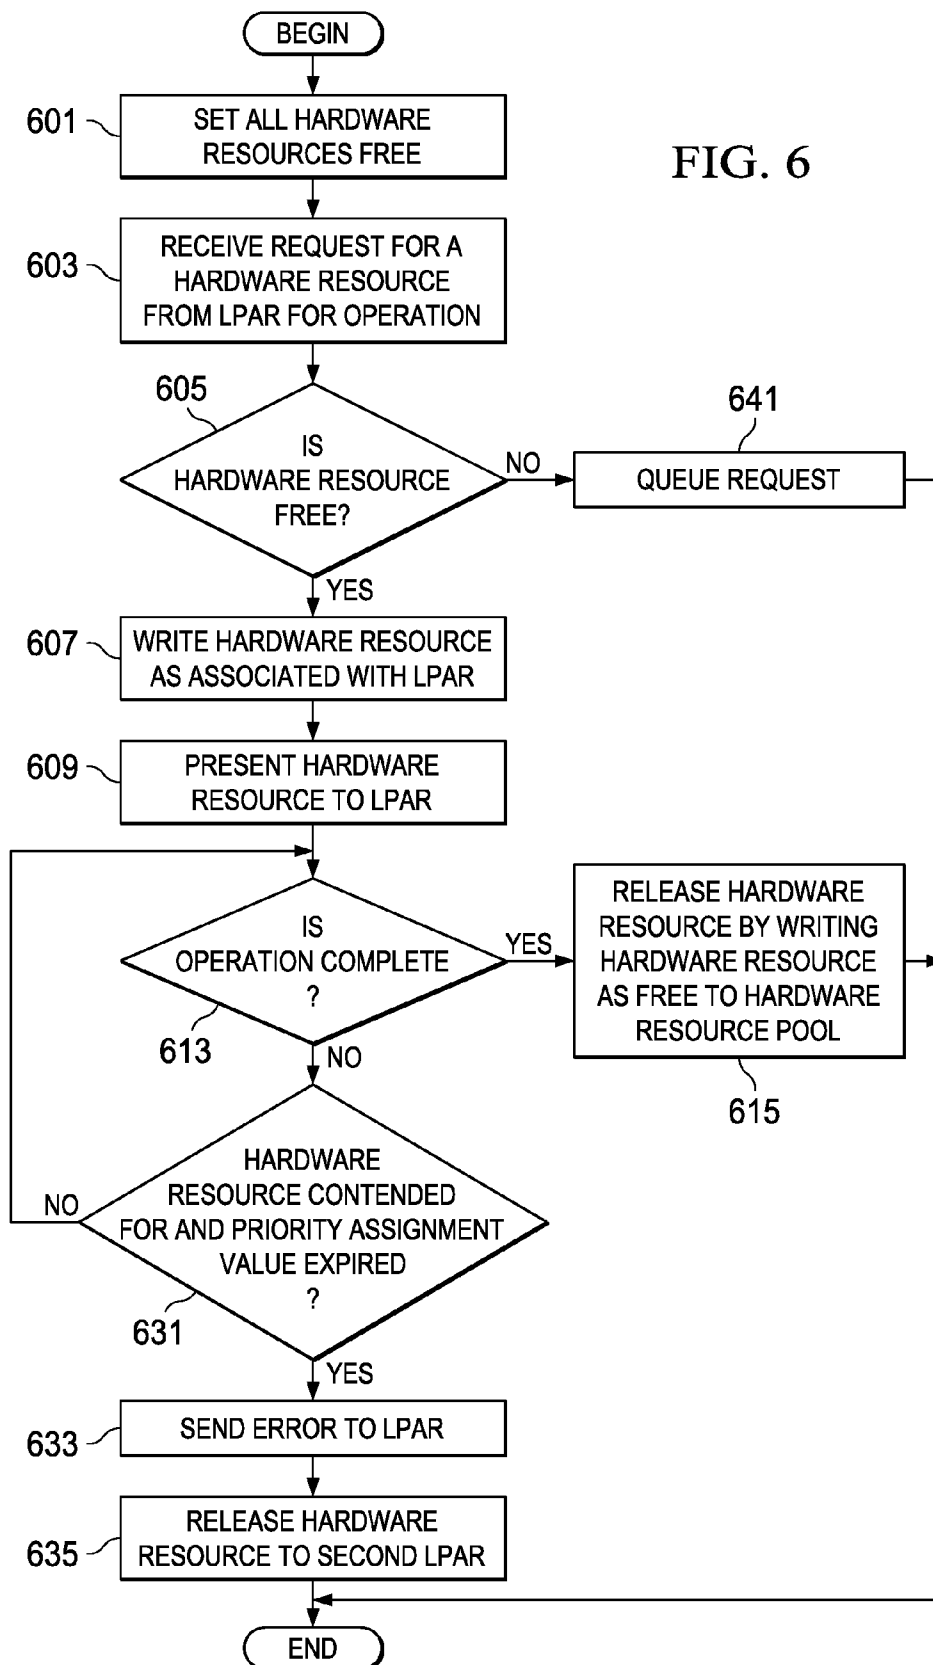 BEGIN
601
SET ALL HARDWARE
RESOURCES FREE
FIG. 6
603
RECEIVE REQUEST FOR A
HARDWARE RESOURCE
FROM LPAR FOR OPERATION
605
IS
HARDWARE RESOURCE
FREE?
NO
641
QUEUE REQUEST
YES
607
WRITE HARDWARE RESOURCE
AS ASSOCIATED WITH LPAR
609
PRESENT HARDWARE
RESOURCE TO LPAR
IS
OPERATION COMPLETE
?
613
YES
RELEASE HARDWARE
RESOURCE BY WRITING
HARDWARE RESOURCE
AS FREE TO HARDWARE
RESOURCE POOL
615
NO
HARDWARE
RESOURCE CONTENDED
FOR AND PRIORITY ASSIGNMENT
VALUE EXPIRED
?
NO
631
YES
633
SEND ERROR TO LPAR
635
RELEASE HARDWARE
RESOURCE TO SECOND LPAR
END